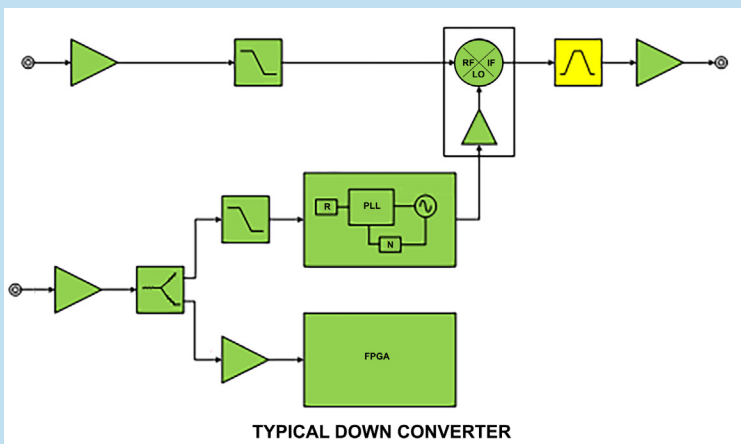 RF IF
LO
R
PLL
N
FPGA
TYPICAL DOWN CONVERTER